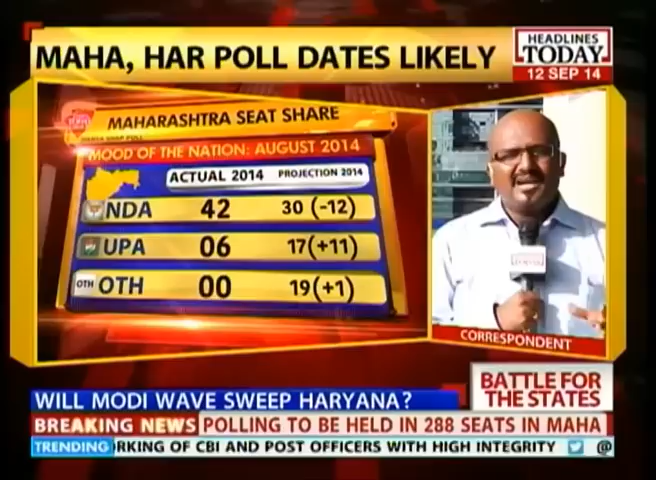 MAHA, HAR POLL DATES LIKELY
HEADLINES
TODAY
12 SEP 14
MAHARASHTRA SEAT SHARE
MOOD OF THE NATION: AUGUST 2014
ACTUAL 2014 PROJECTION 2014
NDA 42 30 (-12)
UPA 06 17(+11)
OTH OTH 00 19(+1)
CORRESPONDENT
WILL MODI WAVE SWEEP HARYANA?
BATTLE FOR
THE STATES
BREAKING NEWS POLLING TO BE HELD IN 288 SEATS IN MAHA
TRENDING RKING OF CBI AND POST OFFICERS WITH HIGH INTEGRITY @